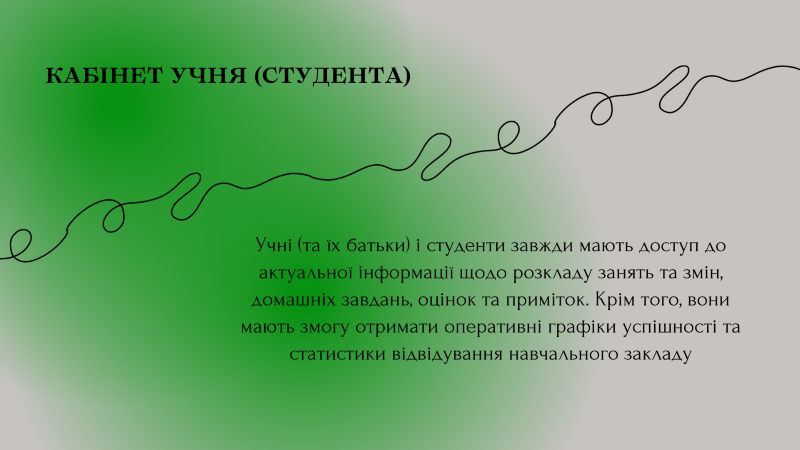 КАБІНЕТ УЧНЯ (СТУДЕНТА)
Учні (та їх батьки) і студенти завжди мають доступ до
актуальної інформації щодо розкладу занять та змін,
домашніх завдань, оцінок та приміток. Крім того, вони
мають змогу отримати оперативні графіки успішності та
статистики відвідування навчального закладу